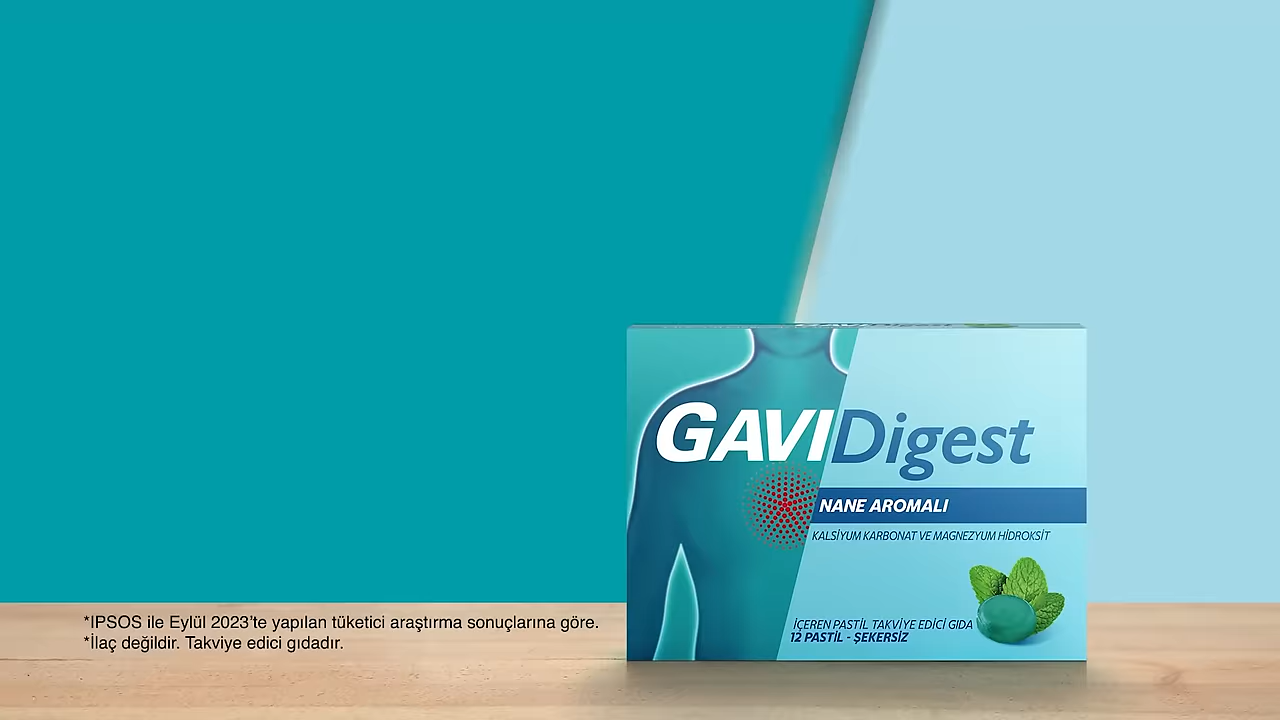 GAVIDigest
NANE AROMALI
KALSİYUM KARBONAT VE MAGNEZYUM HİDROKSİT
İÇEREN PASTİL TAKVİYE EDİCİ GIDA
12 PASTİL - ŞEKERSİZ
*IPSOS ile Eylül 2023'te yapılan tüketici araştırma sonuçlarına göre.
*İlaç değildir. Takviye edici gıdadır.